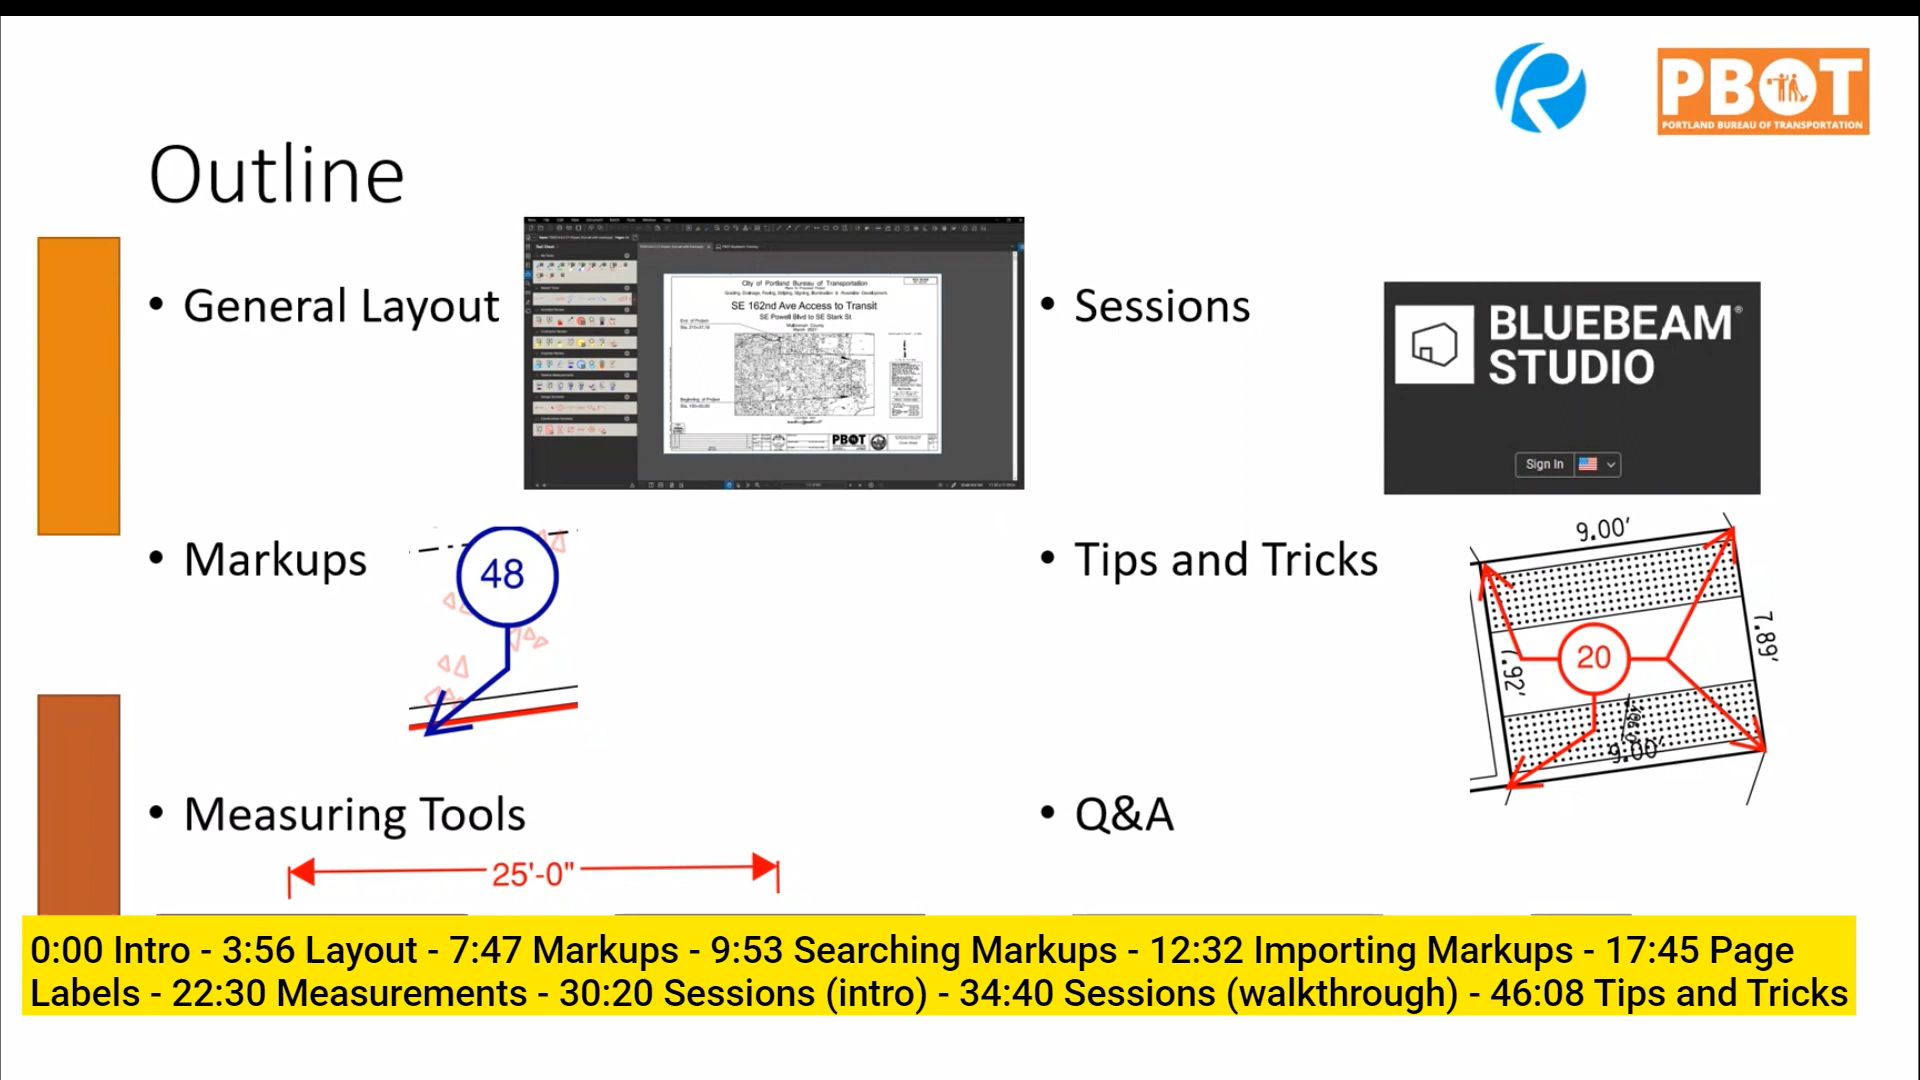 PBOT
PORTLAND BUREAU OF TRANSPORTATION
Outline
• General Layout
City of Portland Bureau of Transportation
SE 162nd Ave Access to Transit
SE Powell Blvd to SE Stark St
PBOT
• Sessions
BLUEBEAM®
STUDIO
Sign In
• Markups
48
• Tips and Tricks
9.00'
7.89'
20
7.92'
9.00'
• Measuring Tools
25'-0"
• Q&A
0:00 Intro - 3:56 Layout - 7:47 Markups - 9:53 Searching Markups - 12:32 Importing Markups - 17:45 Page
Labels - 22:30 Measurements - 30:20 Sessions (intro) - 34:40 Sessions (walkthrough) - 46:08 Tips and Tricks